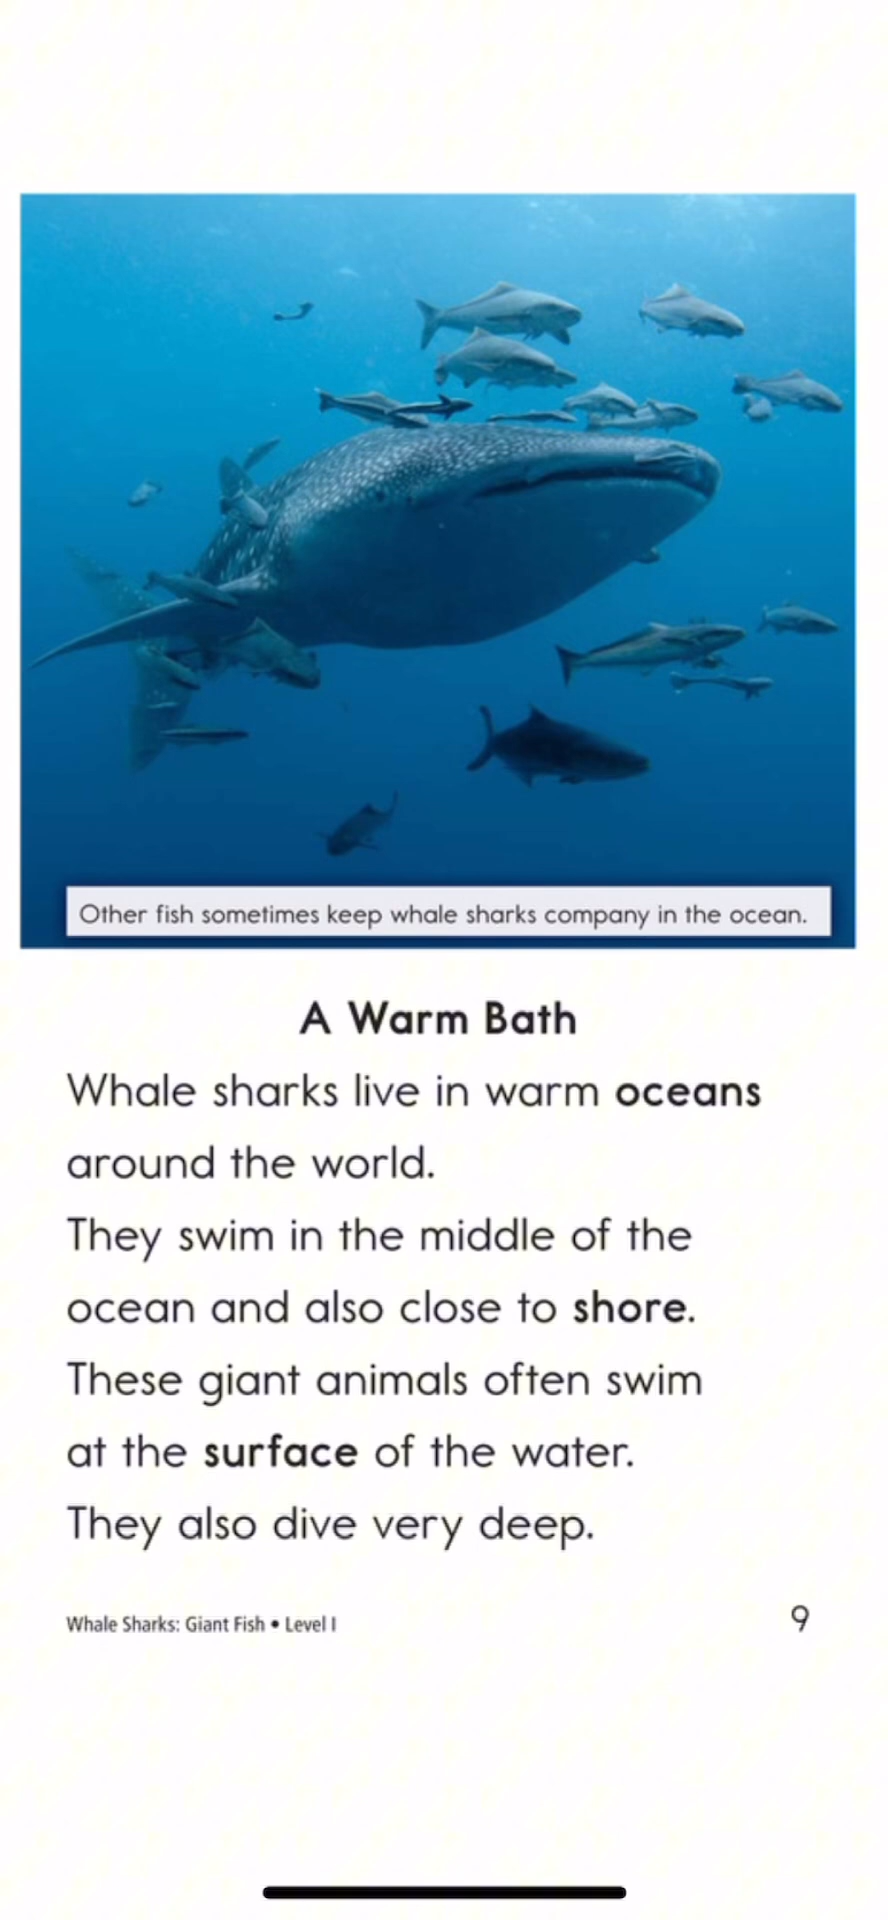 Other fish sometimes keep whale sharks company in the ocean.
A Warm Bath
Whale sharks live in warm oceans
around the world.
They swim in the middle of the
ocean and also close to shore.
These giant animals often swim
at the surface of the water.
They also dive very deep.
Whale Sharks: Giant Fish • Level I
9